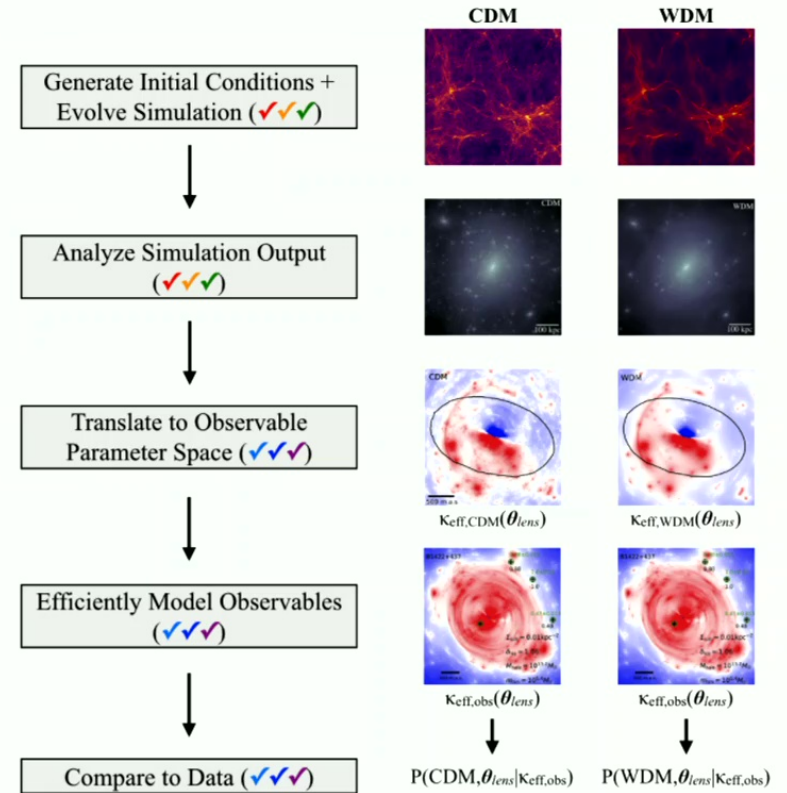 CDM
WDM
Generate Initial Conditions +
Evolve Simulation (✓✓✓)
CDM
WDM
100 kpc
100 kpc
Analyze Simulation Output
(✓✓✓)
CDM
WDM
Translate to Observable
Parameter Space (✓✓✓)
κeff,CDM(θlens)
κeff,WDM(θlens)
Efficiently Model Observables
(✓✓✓)
κeff,obs(θlens)
κeff,obs(θlens)
Compare to Data (✓✓✓)
P(CDM,θlens|κeff,obs)
P(WDM,θlens|κeff,obs)